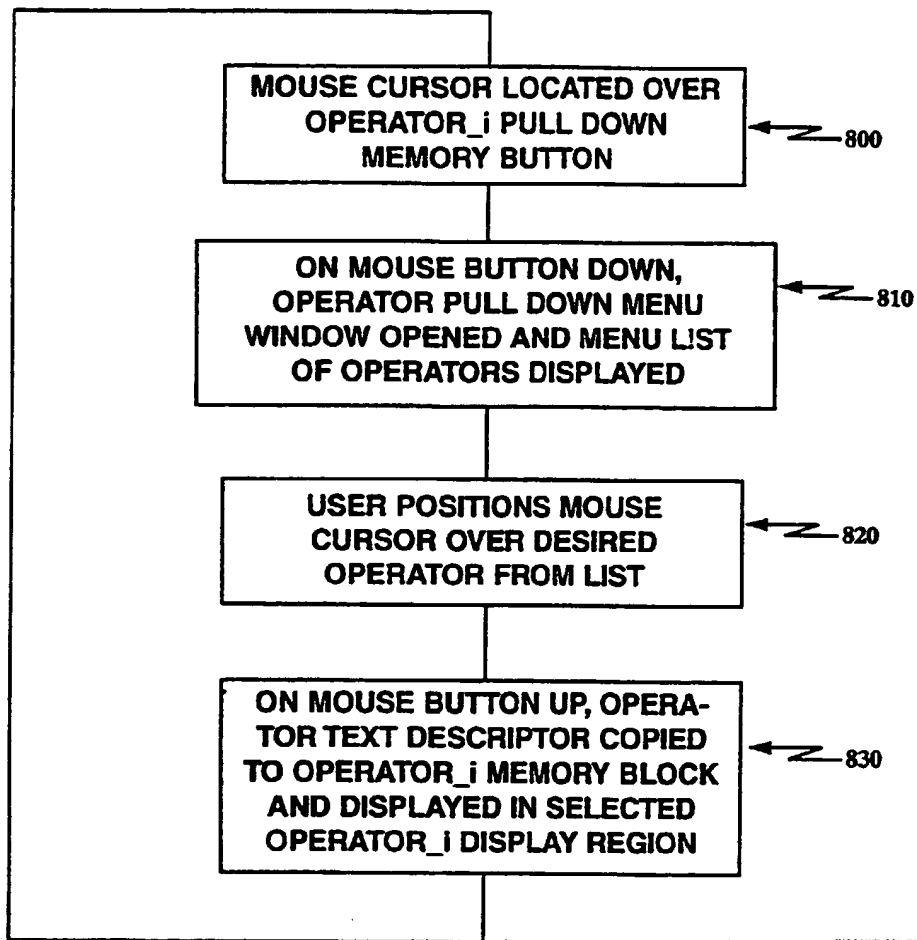 MOUSE CURSOR LOCATED OVER
OPERATOR_i PULL DOWN
MEMORY BUTTON
800
ON MOUSE BUTTON DOWN,
OPERATOR PULL DOWN MENU
WINDOW OPENED AND MENU LIST
OF OPERATORS DISPLAYED
810
USER POSITIONS MOUSE
CURSOR OVER DESIRED
OPERATOR FROM LIST
820
ON MOUSE BUTTON UP, OPERA-
TOR TEXT DESCRIPTOR COPIED
TO OPERATOR_i MEMORY BLOCK
AND DISPLAYED IN SELECTED
OPERATOR_i DISPLAY REGION
830